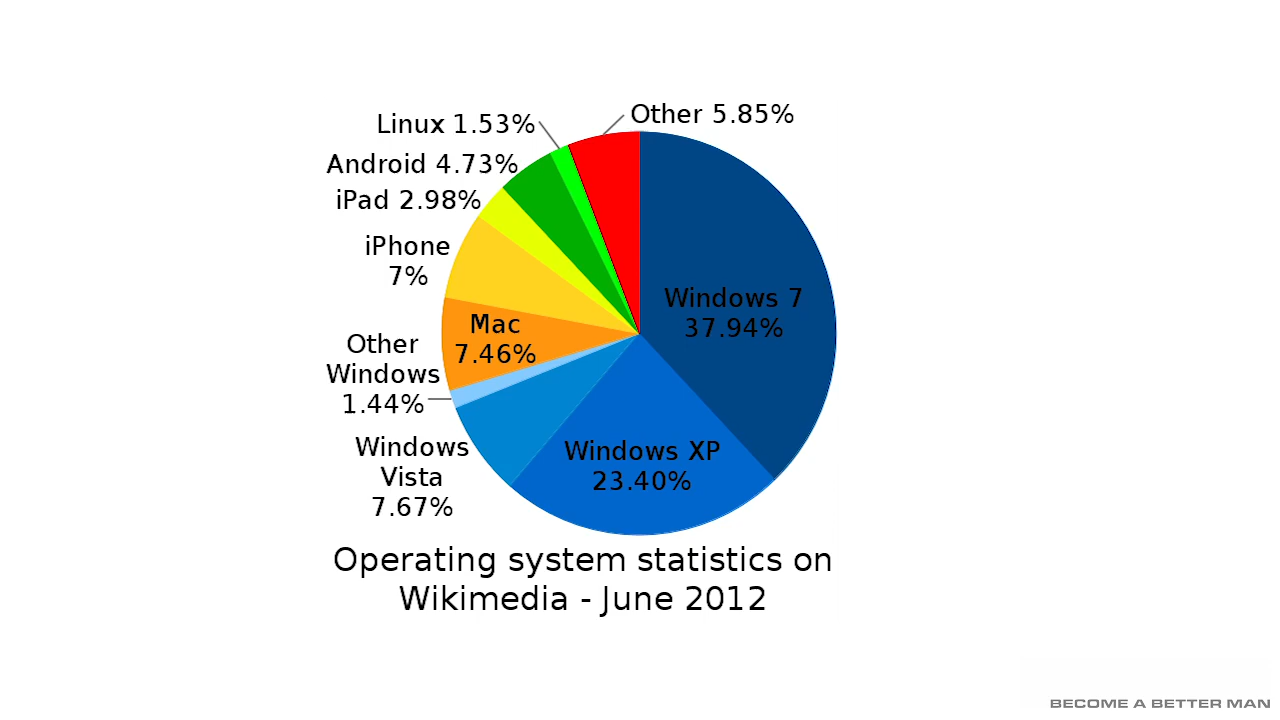 Linux 1.53%
Other 5.85%
Android 4.73%
iPad 2.98%
iPhone
7%
Windows 7
37.94%
Mac
7.46%
Other
Windows
1.44%
Windows XP
23.40%
Windows
Vista
7.67%
Operating system statistics on
Wikimedia - June 2012
BECOME A BETTER MAN